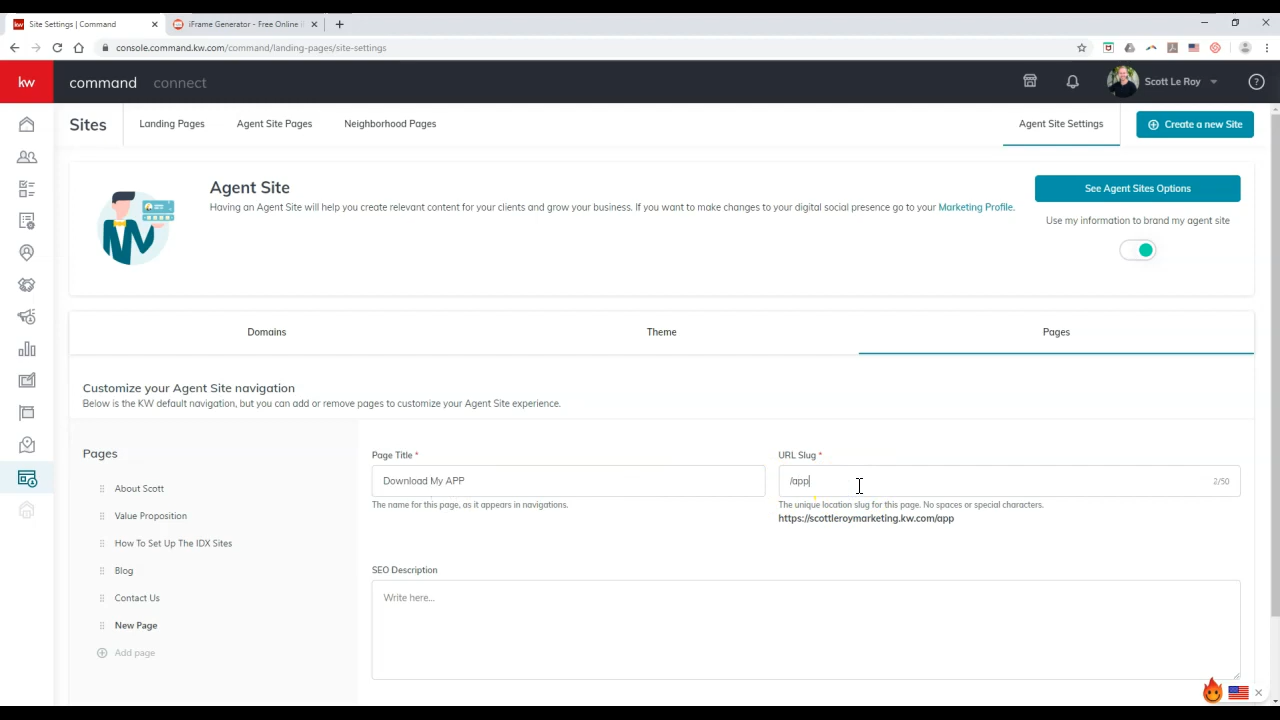 Site Settings | Command
iFrame Generator - Free Online i
console.command.kw.com/command/landing-pages/site-settings
kw
command
connect
Scott Le Roy
Sites
Landing Pages
Agent Site Pages
Neighborhood Pages
Agent Site Settings
Create a new Site
Agent Site
Having an Agent Site will help you create relevant content for your clients and grow your business. If you want to make changes to your digital social presence go to your Marketing Profile.
See Agent Sites Options
Use my information to brand my agent site
Domains
Theme
Pages
Customize your Agent Site navigation
Below is the KW default navigation, but you can add or remove pages to customize your Agent Site experience.
Pages
About Scott
Value Proposition
How To Set Up The IDX Sites
Blog
Contact Us
New Page
Add page
Page Title *
Download My APP
The name for this page, as it appears in navigations.
URL Slug *
/app
2/50
The unique location slug for this page. No spaces or special characters.
https://scottleroymarketing.kw.com/app
SEO Description
Write here...